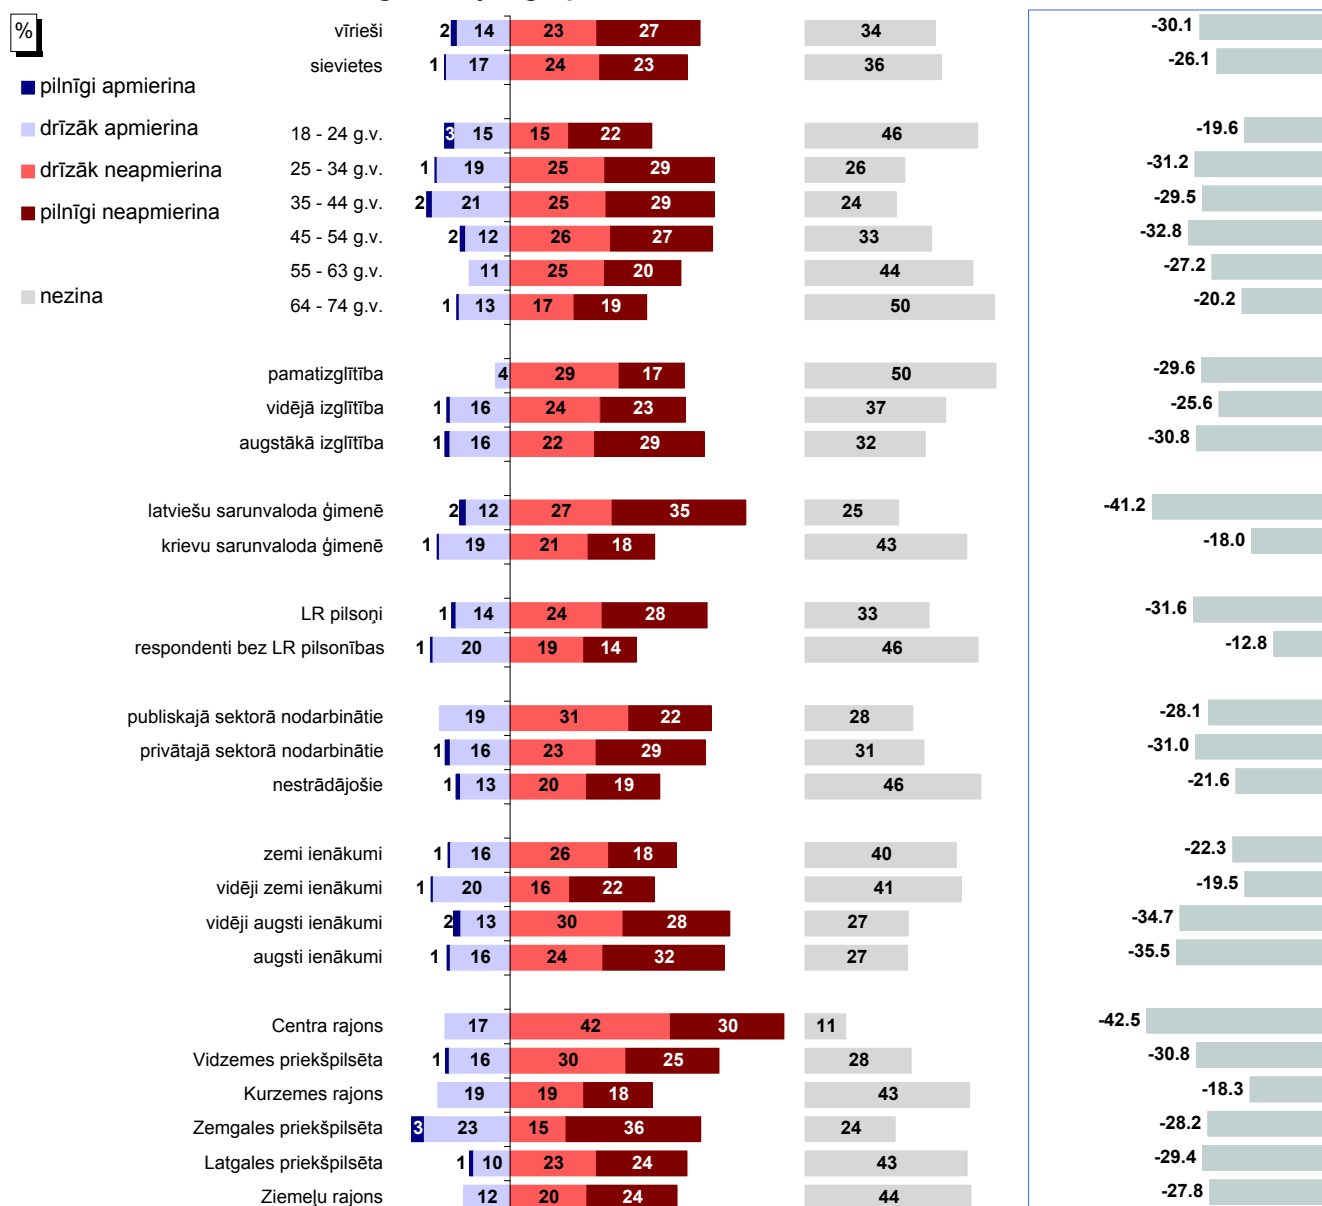 %
pilnīgi apmierina
drīzāk apmierina
drīzāk neapmierina
pilnīgi neapmierina
nezina
vīrieši 2 14 23 27 34 -30.1
sievietes 1 17 24 23 36 -26.1
18 - 24 g.v. 3 15 15 22 46 -19.6
25 - 34 g.v. 1 19 25 29 26 -31.2
35 - 44 g.v. 2 21 25 29 24 -29.5
45 - 54 g.v. 2 12 26 27 33 -32.8
55 - 63 g.v. 11 25 20 44 -27.2
64 - 74 g.v. 1 13 17 19 50 -20.2
pamatizglītība 4 29 17 50 -29.6
vidējā izglītība 1 16 24 23 37 -25.6
augstākā izglītība 1 16 22 29 32 -30.8
latviešu sarunvaloda ģimenē 2 12 27 35 25 -41.2
krievu sarunvaloda ģimenē 1 19 21 18 43 -18.0
LR pilsoņi 1 14 24 28 33 -31.6
respondenti bez LR pilsonības 1 20 19 14 46 -12.8
publiskajā sektorā nodarbinātie 19 31 22 28 -28.1
privātajā sektorā nodarbinātie 1 16 23 29 31 -31.0
nestrādājošie 1 13 20 19 46 -21.6
zemi ienākumi 1 16 26 18 40 -22.3
vidēji zemi ienākumi 1 20 16 22 41 -19.5
vidēji augsti ienākumi 2 13 30 28 27 -34.7
augsti ienākumi 1 16 24 32 27 -35.5
Centra rajons 17 42 30 11 -42.5
Vidzemes priekšpilsēta 1 16 30 25 28 -30.8
Kurzemes rajons 19 19 18 43 -18.3
Zemgales priekšpilsēta 3 23 15 36 24 -28.2
Latgales priekšpilsēta 1 10 23 24 43 -29.4
Ziemeļu rajons 12 20 24 44 -27.8